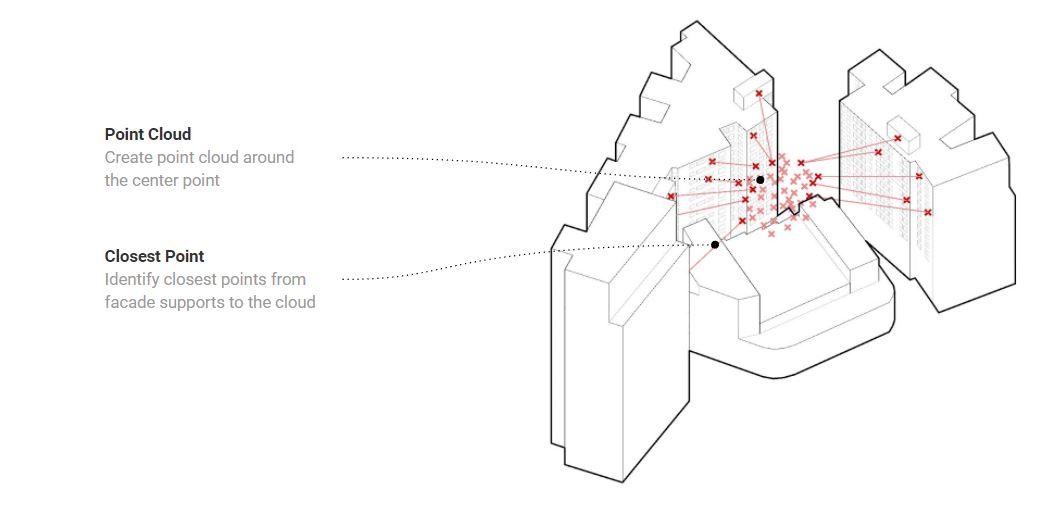 Point Cloud
Create point cloud around
the center point
Closest Point
Identify closest points from
facade supports to the cloud